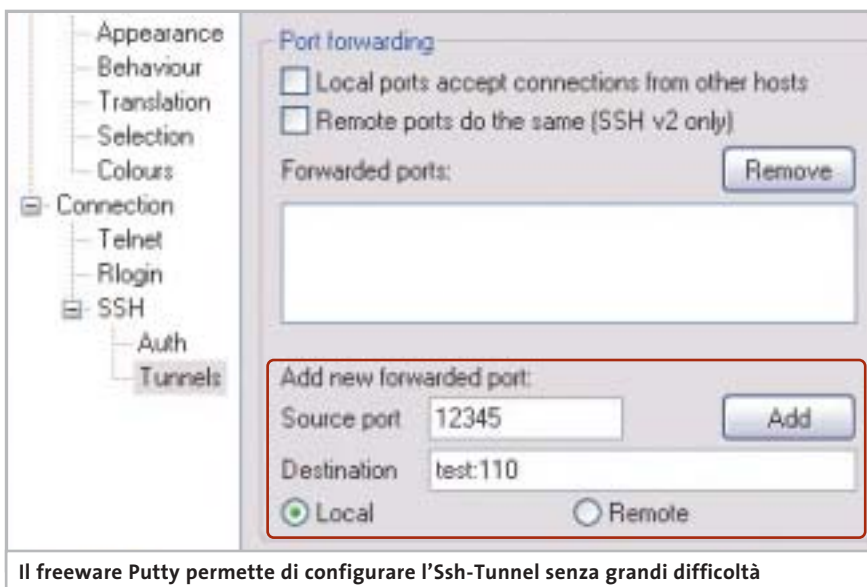 Appearance
Behaviour
Translation
Selection
Colours
Connection
Telnet
Rlogin
SSH
Auth
Tunnels
Port forwarding
Local ports accept connections from other hosts
Remote ports do the same (SSH v2 only)
Forwarded ports:
Remove
Add new forwarded port:
Source port 12345 Add
Destination test:110
Local Remote
Il freeware Putty permette di configurare l'Ssh-Tunnel senza grandi difficoltà